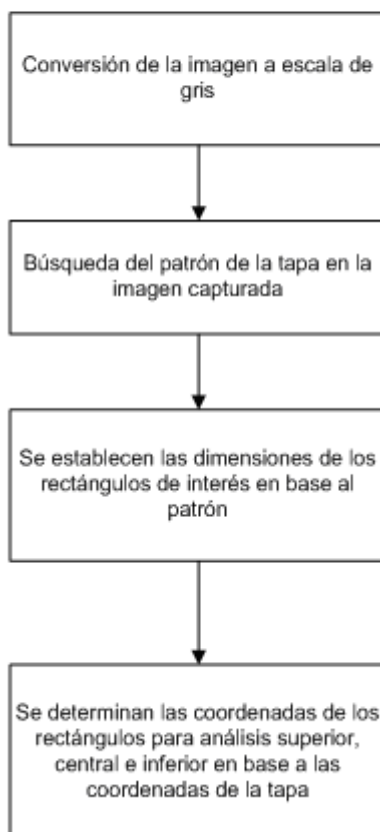 Conversión de la imagen a escala de
gris
Búsqueda del patrón de la tapa en la
imagen capturada
Se establecen las dimensiones de los
rectángulos de interés en base al
patrón
Se determinan las coordenadas de los
rectángulos para análisis superior,
central e inferior en base a las
coordenadas de la tapa